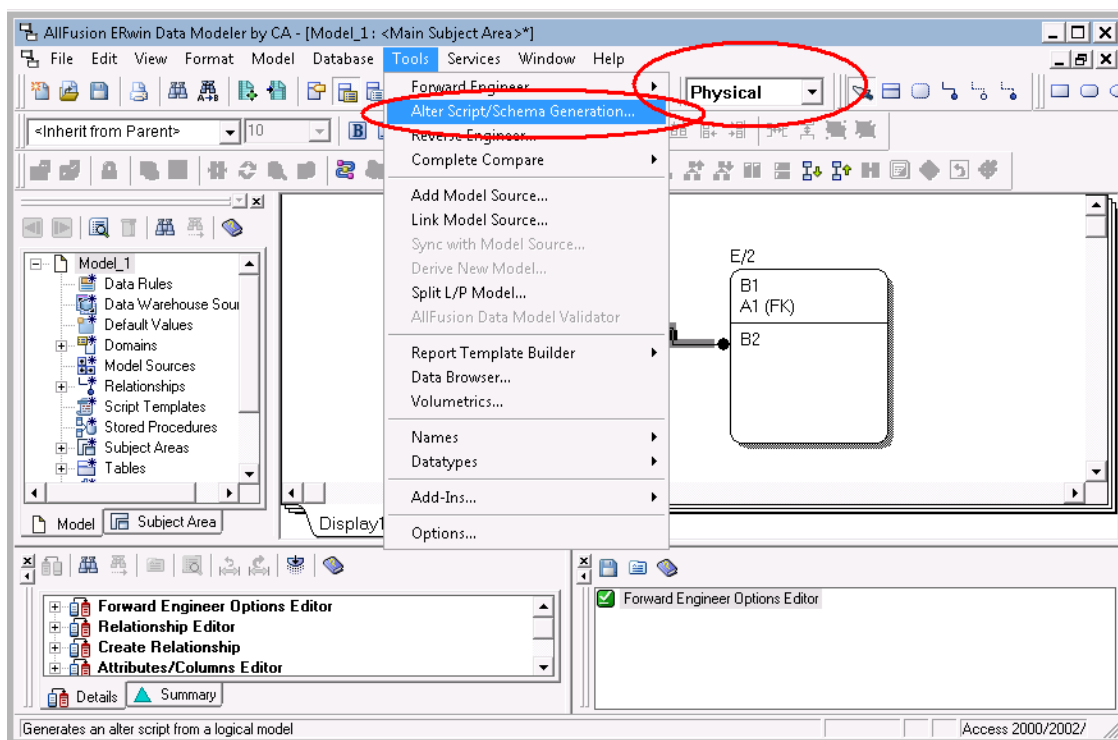 AllFusion ERwin Data Modeler by CA - [Model_1 : <Main Subject Area>*]
File Edit View Format Model Database Tools Services Window Help
Physical
<Inherit from Parent> 10 B
Forward Engineer
Alter Script/Schema Generation...
Reverse Engineer...
Complete Compare
Add Model Source...
Link Model Source...
Sync with Model Source...
Derive New Model...
Split L/P Model...
AllFusion Data Model Validator
Report Template Builder
Data Browser...
Volumetrics...
Names
Datatypes
Add-Ins...
Options...
Model_1
Data Rules
Data Warehouse Sour
Default Values
Domains
Model Sources
Relationships
Script Templates
Stored Procedures
Subject Areas
Tables
Model Subject Area
E/2
B1
A1 (FK)
B2
Display1
Forward Engineer Options Editor
Relationship Editor
Create Relationship
Attributes/Columns Editor
Details Summary
Forward Engineer Options Editor
Generates an alter script from a logical model
Access 2000/2002/